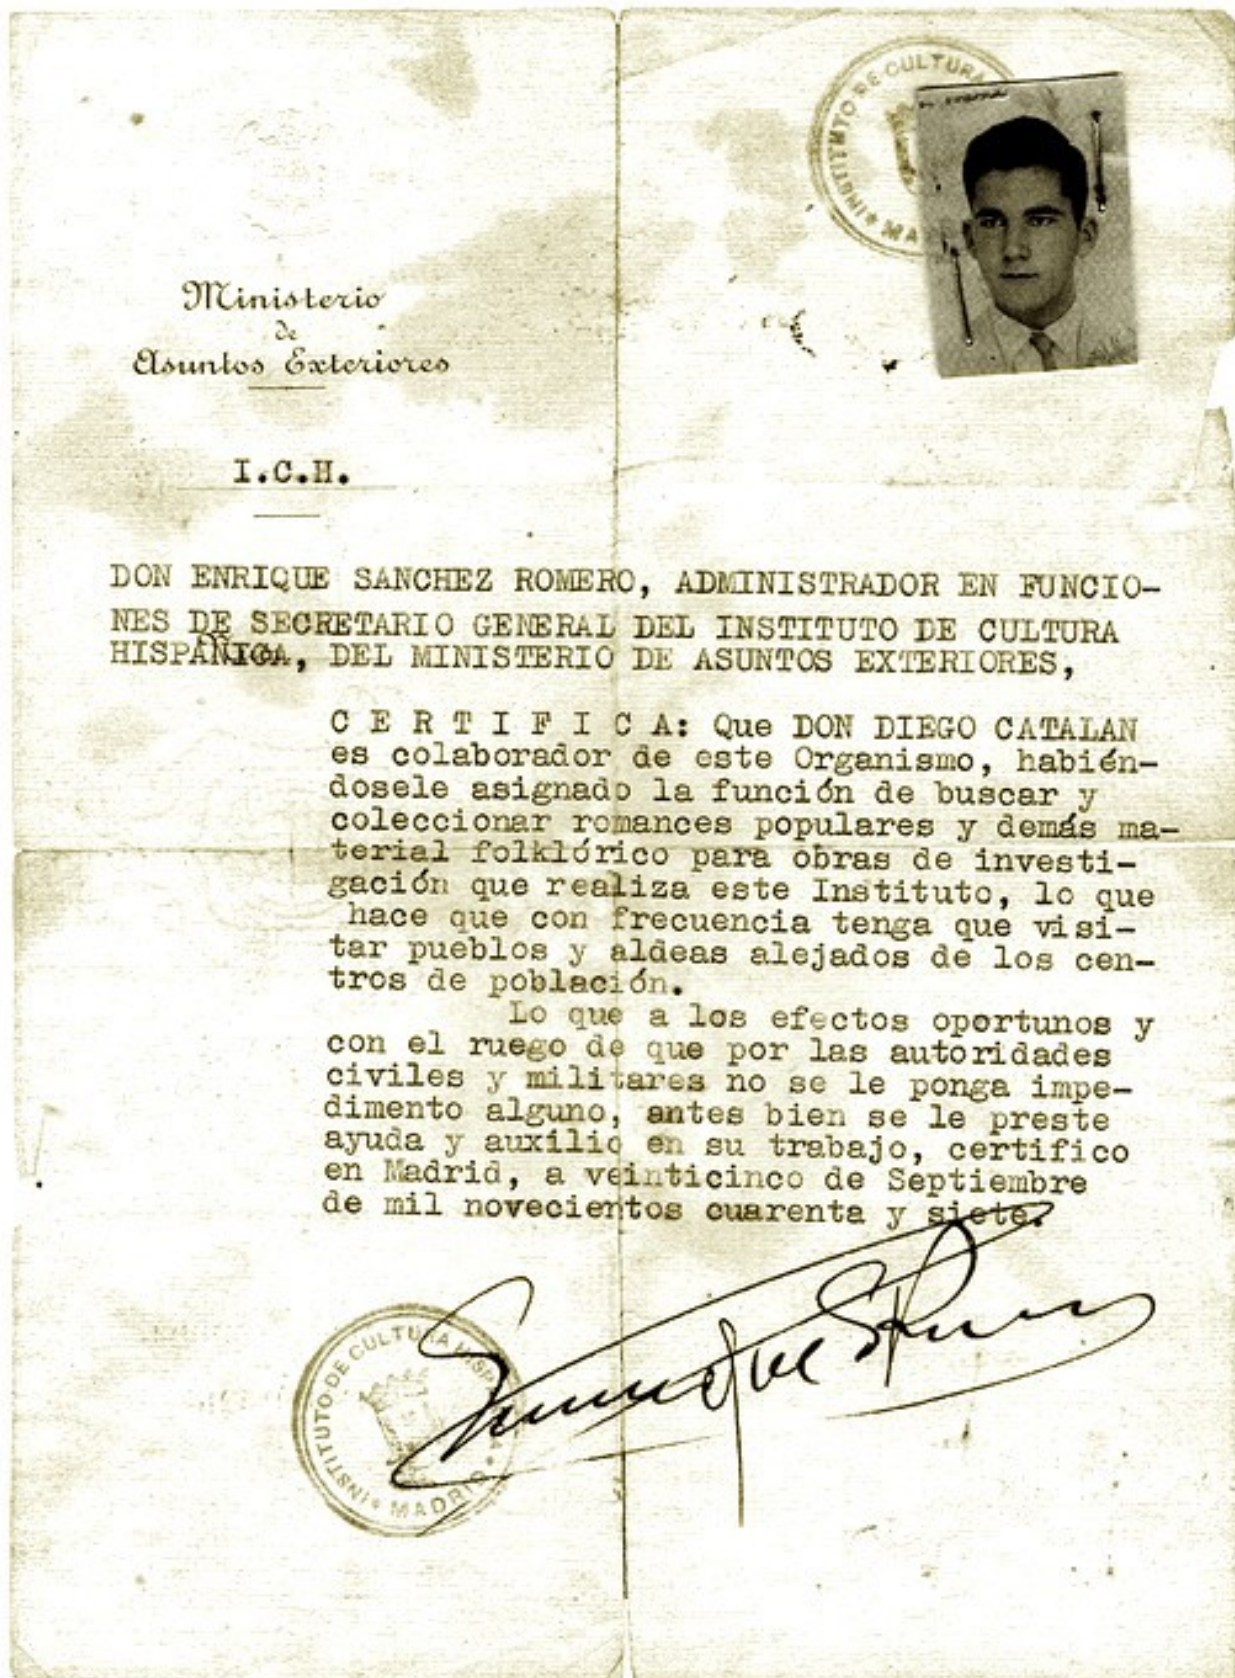 INSTITUTO DE CULTURA
MA
Ministerio
de
Asuntos Exteriores
I.C.H.
DON ENRIQUE SANCHEZ ROMERO, ADMINISTRADOR EN FUNCIO-
NES DE SECRETARIO GENERAL DEL INSTITUTO DE CULTURA
HISPÁNICA, DEL MINISTERIO DE ASUNTOS EXTERIORES,
C E R T I F I C A: Que DON DIEGO CATALAN
es colaborador de este Organismo, habién-
dosele asignado la función de buscar y
coleccionar romances populares y demás ma-
terial folklórico para obras de investi-
gación que realiza este Instituto, lo que
hace que con frecuencia tenga que visi-
tar pueblos y aldeas alejados de los cen-
tros de población.
Lo que a los efectos oportunos y
con el ruego de que por las autoridades
civiles y militares no se le ponga impe-
dimento alguno, antes bien se le preste
ayuda y auxilio en su trabajo, certifico
en Madrid, a veinticinco de Septiembre
de mil novecientos cuarenta y siete.
INSTITUTO DE CULTURA HISP A
MADRID